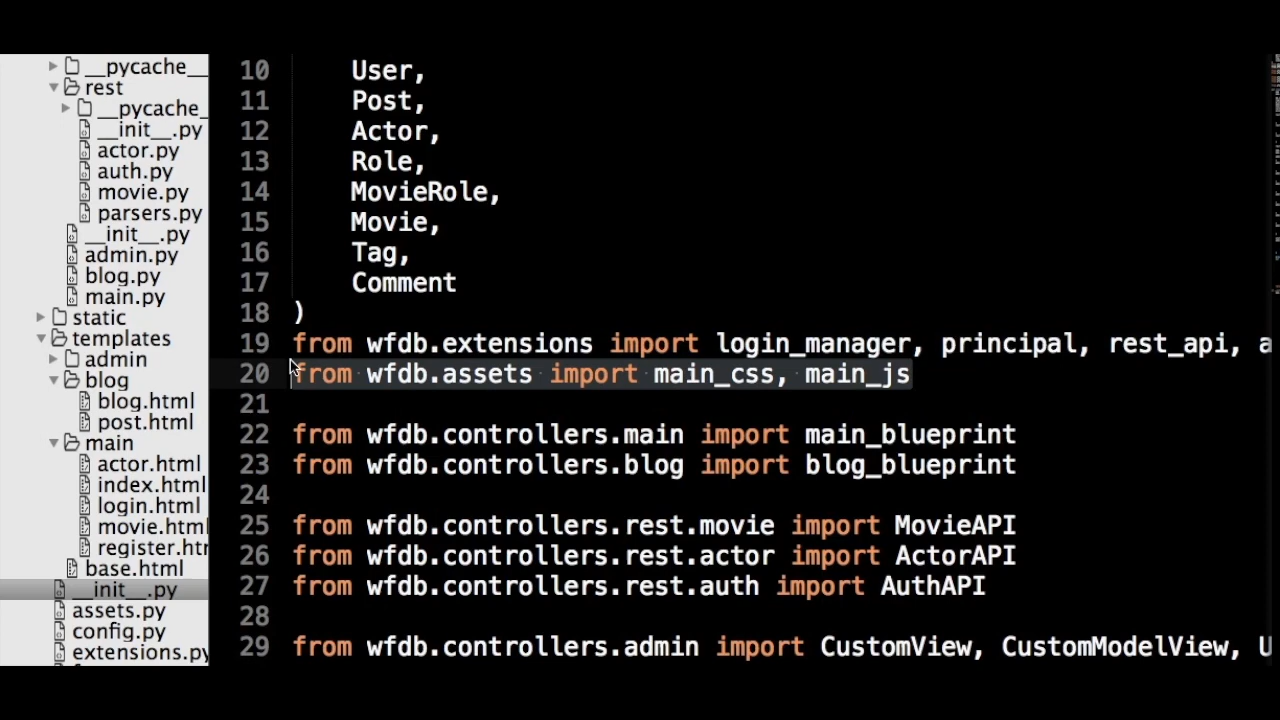 __pycache__
rest
__pycache_
__init__.py
actor.py
auth.py
movie.py
parsers.py
__init__.py
admin.py
blog.py
main.py
static
templates
admin
blog
blog.html
post.html
main
actor.html
index.html
login.html
movie.html
register.htr
base.html
__init__.py
assets.py
config.py
extensions.py
10 User,
11 Post,
12 Actor,
13 Role,
14 MovieRole,
15 Movie,
16 Tag,
17 Comment
18 )
19 from wfdb.extensions import login_manager, principal, rest_api, a
20 from wfdb.assets import main_css, main_js
21
22 from wfdb.controllers.main import main_blueprint
23 from wfdb.controllers.blog import blog_blueprint
24
25 from wfdb.controllers.rest.movie import MovieAPI
26 from wfdb.controllers.rest.actor import ActorAPI
27 from wfdb.controllers.rest.auth import AuthAPI
28
29 from wfdb.controllers.admin import CustomView, CustomModelView, U